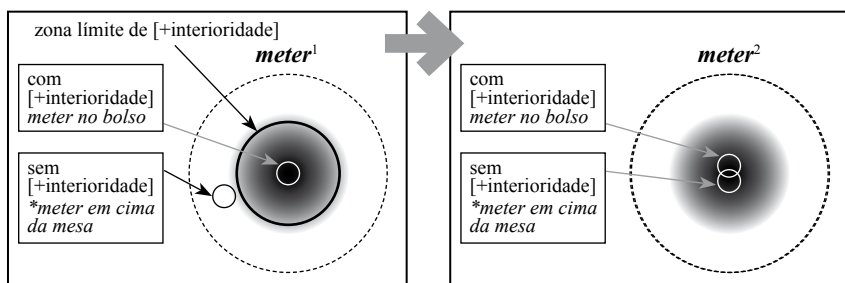 zona límite de [+interioridade]
meter¹
com
[+interioridade]
meter no bolso
sem
[+interioridade]
*meter em cima
da mesa
meter²
com
[+interioridade]
meter no bolso
sem
[+interioridade]
*meter em cima
da mesa